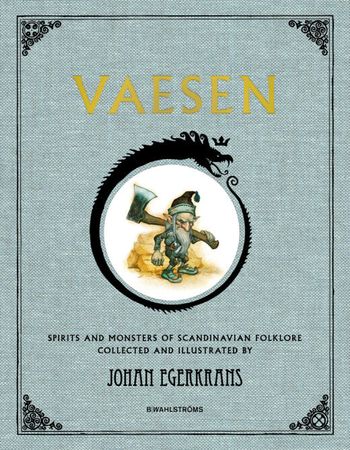 VAESEN
SPIRITS AND MONSTERS OF SCANDINAVIAN FOLKLORE
COLLECTED AND ILLUSTRATED BY
JOHAN EGERKRANS
B.WAHLSTRÖMS